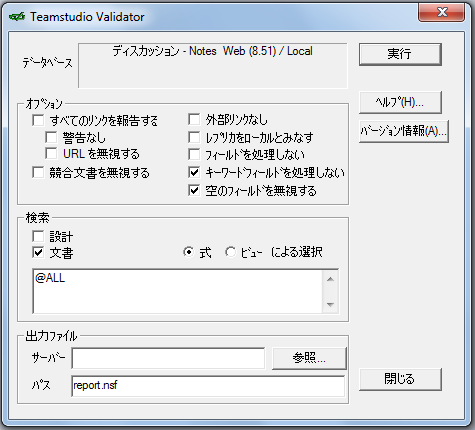 Teamstudio Validator
データベース
ディスカッション - Notes Web (8.51) / Local
実行
ヘルプ(H)...
バージョン情報(A)...
オプション
すべてのリンクを報告する
警告なし
URL を無視する
競合文書を無視する
外部リンクなし
レプリカをローカルとみなす
フィールドを処理しない
キーワードフィールドを処理しない
空のフィールドを無視する
検索
設計
文書
式
ビュー による選択
@ALL
出力ファイル
サーバー
参照...
パス
report.nsf
閉じる